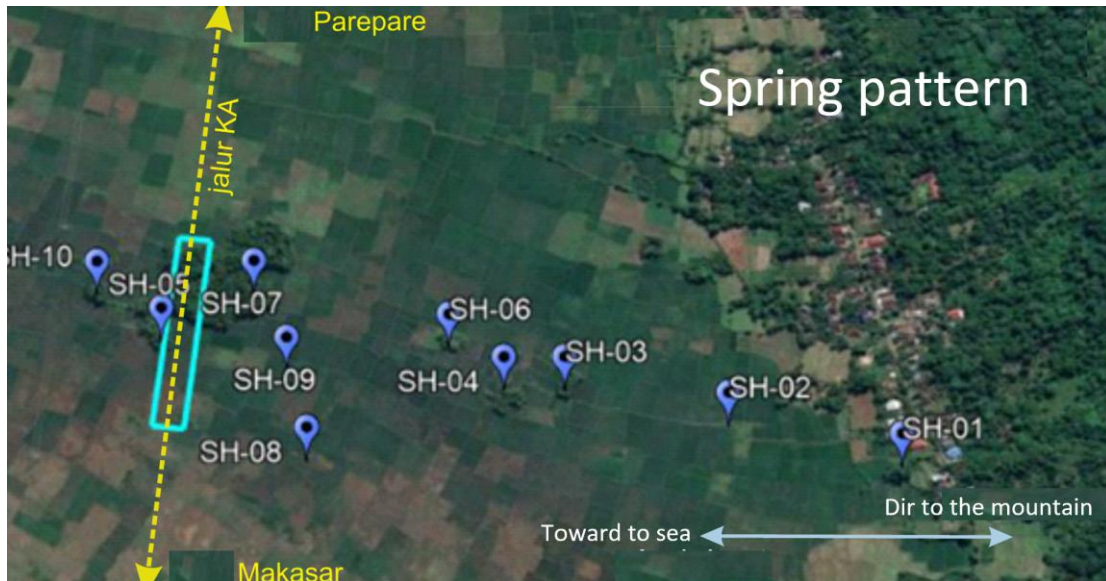 Parepare
Spring pattern
jalur KA
SH-10
SH-05
SH-07
SH-06
SH-09
SH-04
SH-03
SH-02
SH-08
SH-01
Dir to the mountain
Toward to sea
Makasar